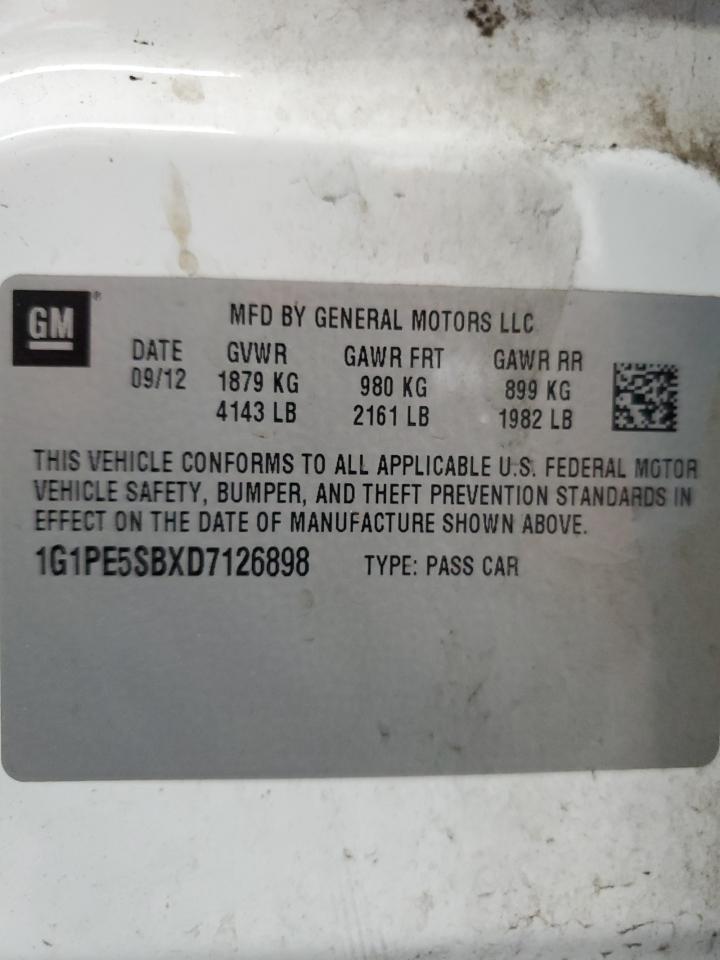 GM®
MFD BY GENERAL MOTORS LLC
DATE GVWR GAWR FRT GAWR RR
09/12 1879 KG 980 KG 899 KG
4143 LB 2161 LB 1982 LB
THIS VEHICLE CONFORMS TO ALL APPLICABLE U.S. FEDERAL MOTOR
VEHICLE SAFETY, BUMPER, AND THEFT PREVENTION STANDARDS IN
EFFECT ON THE DATE OF MANUFACTURE SHOWN ABOVE.
1G1PE5SBXD7126898 TYPE: PASS CAR